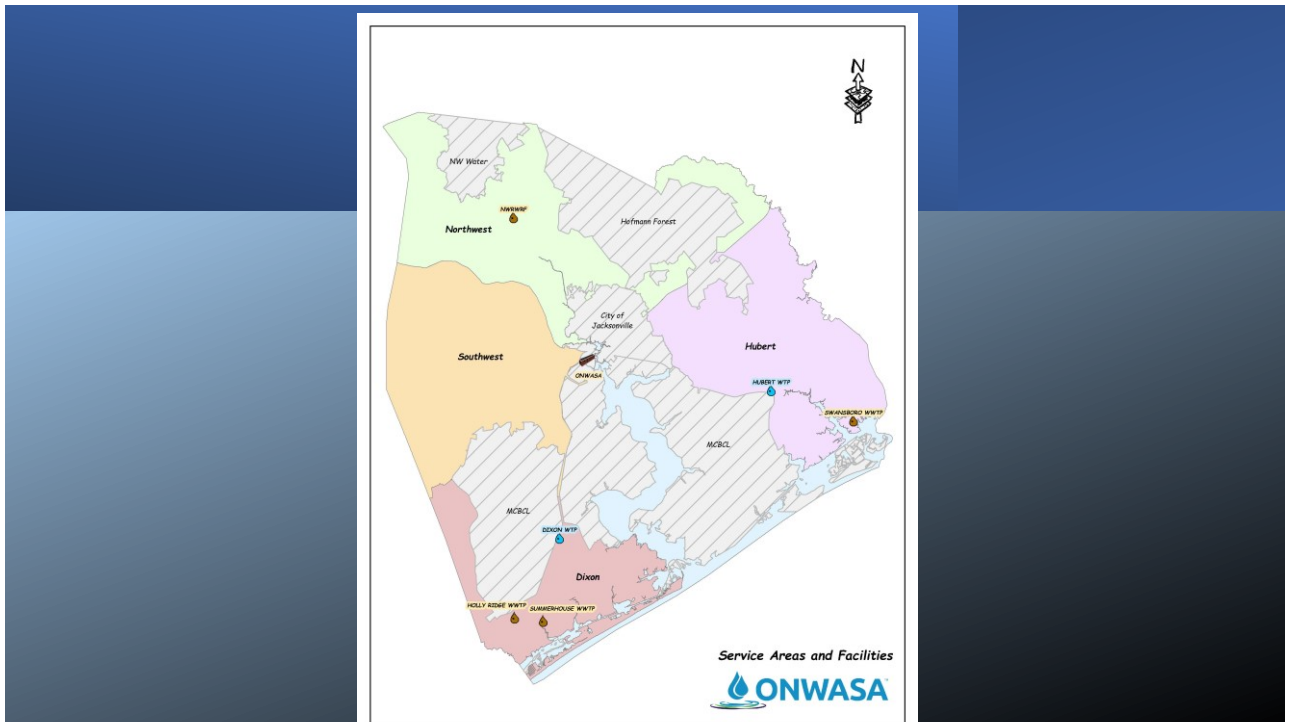 N
NW Water
NWRWRF
Hofmann Forest
Northwest
City of
Jacksonville
Hubert
Southwest
ONWASA
HUBERT WTP
SWANSBORO WWTP
MCBCL
MCBCL
DIXON WTP
Dixon
HOLLY RIDGE WWTP
SUMMERHOUSE WWTP
Service Areas and Facilities
ONWASA